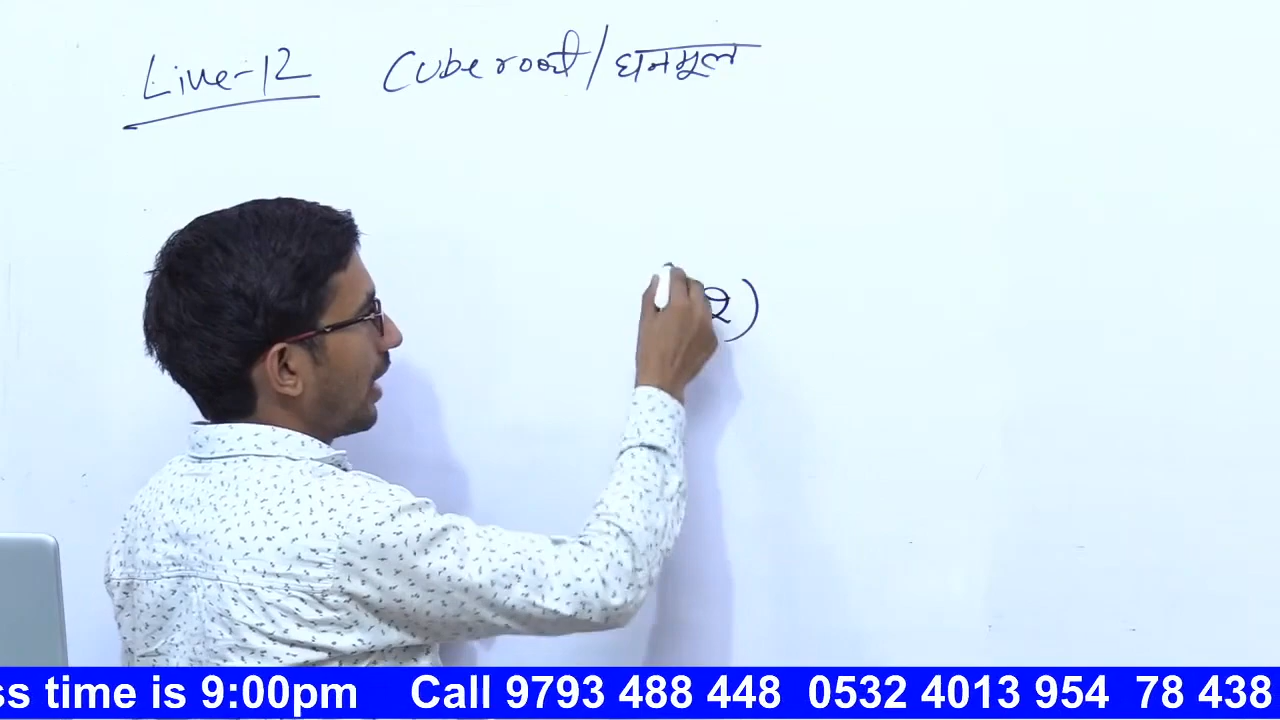 Live-12 Cube root/घनमूल
2)
ss time is 9:00pm Call 9793 488 448 0532 4013 954 78 438